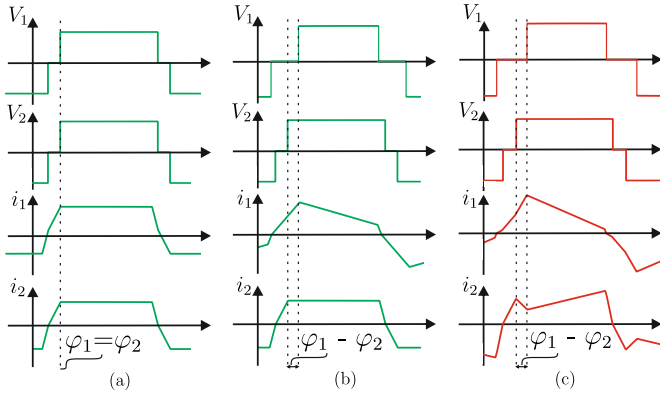 V₁ V₁ V₁
V₂ V₂ V₂
i₁ i₁ i₁
i₂ i₂ i₂
φ₁=φ₂ φ₁ - φ₂ φ₁ - φ₂
(a) (b) (c)